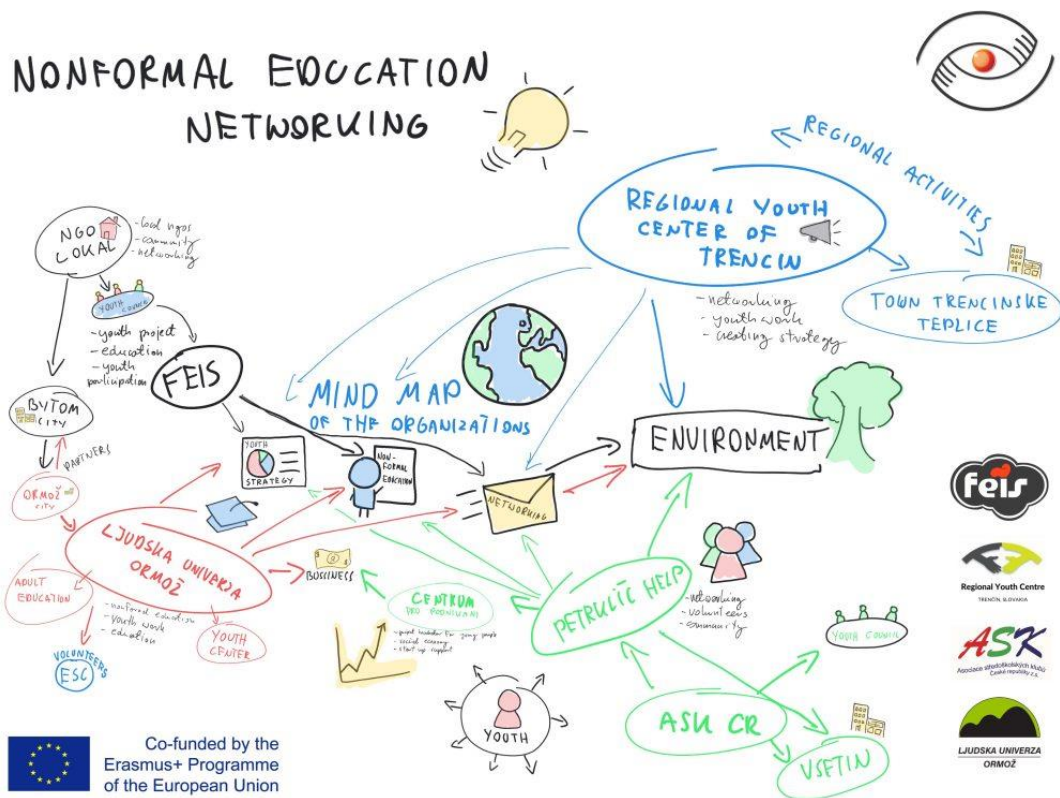 NONFORMAL EDUCATION
NETWORKING
REGIONAL ACTIVITIES
REGIONAL YOUTH
CENTER OF
TRENCIN
- networking
- youth work
- creating strategy
TOWN TRENCINSKE
TEPLICE
NGO
LOKAL
- local ngos
- community
- networking
YOUTH COUNCIL
- youth project
- education
- youth
participation
FEIS
MIND MAP
OF THE ORGANIZATIONS
BYTOM
CITY
PARTNERS
ORMOŽ
CITY
YOUTH
STRATEGY
NON-
FORMAL
EDUCATION
NETWORKING
ENVIRONMENT
LJUDSKA UNIVERZA
ORMOŽ
ADULT
EDUCATION
- nonformal education
- youth work
- education
YOUTH
CENTER
VOLUNTEERS
ESC
BUSSINESS
CENTRUM
PRO PODNIKÁNÍ
- social economy
- start up support
PETRKLÍČ HELP
- networking
- volunteers
- community
YOUTH COUNCIL
ASK CR
VSETIN
YOUTH
feis
Regional Youth Centre
TRENČÍN, SLOVAKIA
ASK
Asociace středoškolských klubů
České republiky z.s.
LJUDSKA UNIVERZA
ORMOŽ
Co-funded by the
Erasmus+ Programme
of the European Union